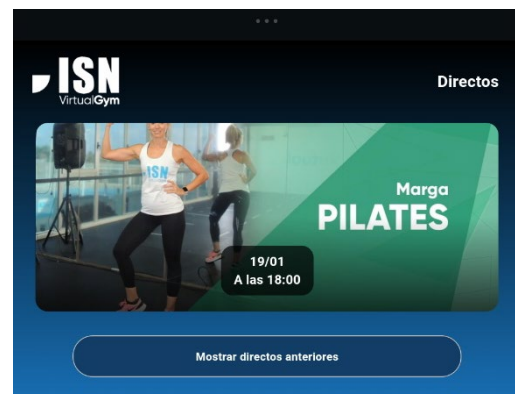 ISN
VirtualGym
Directos
ISN
Marga
PILATES
19/01
A las 18:00
Mostrar directos anteriores